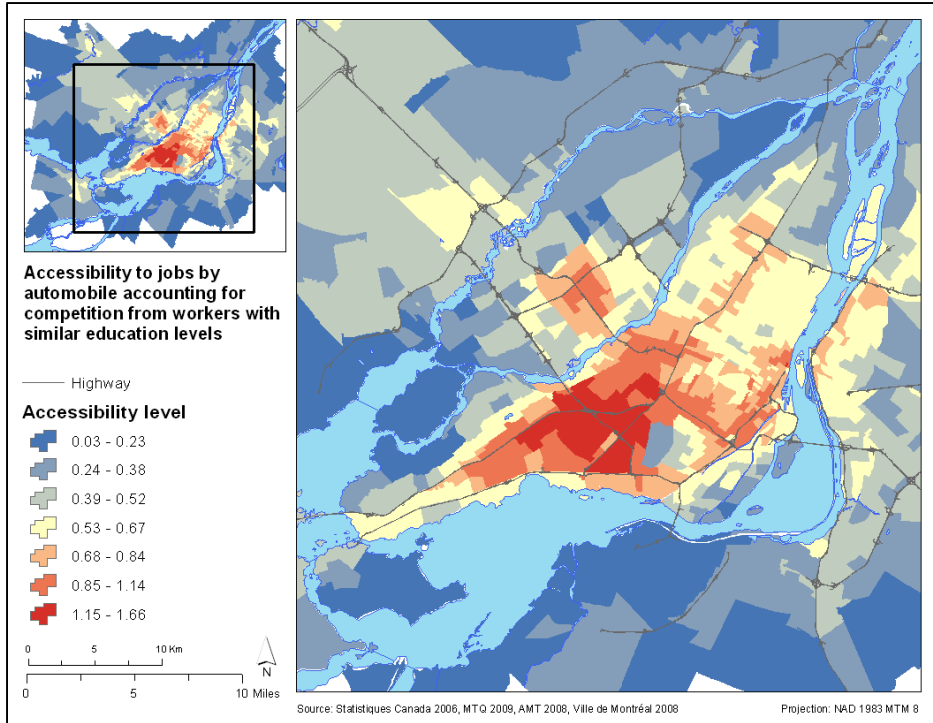 Accessibility to jobs by
automobile accounting for
competition from workers with
similar education levels
Highway
Accessibility level
0.03 - 0.23
0.24 - 0.38
0.39 - 0.52
0.53 - 0.67
0.68 - 0.84
0.85 - 1.14
1.15 - 1.66
0 5 10 Km
N
0 5 10 Miles
Source: Statistiques Canada 2006, MTQ 2009, AMT 2008, Ville de Montréal 2008
Projection: NAD 1983 MTM 8